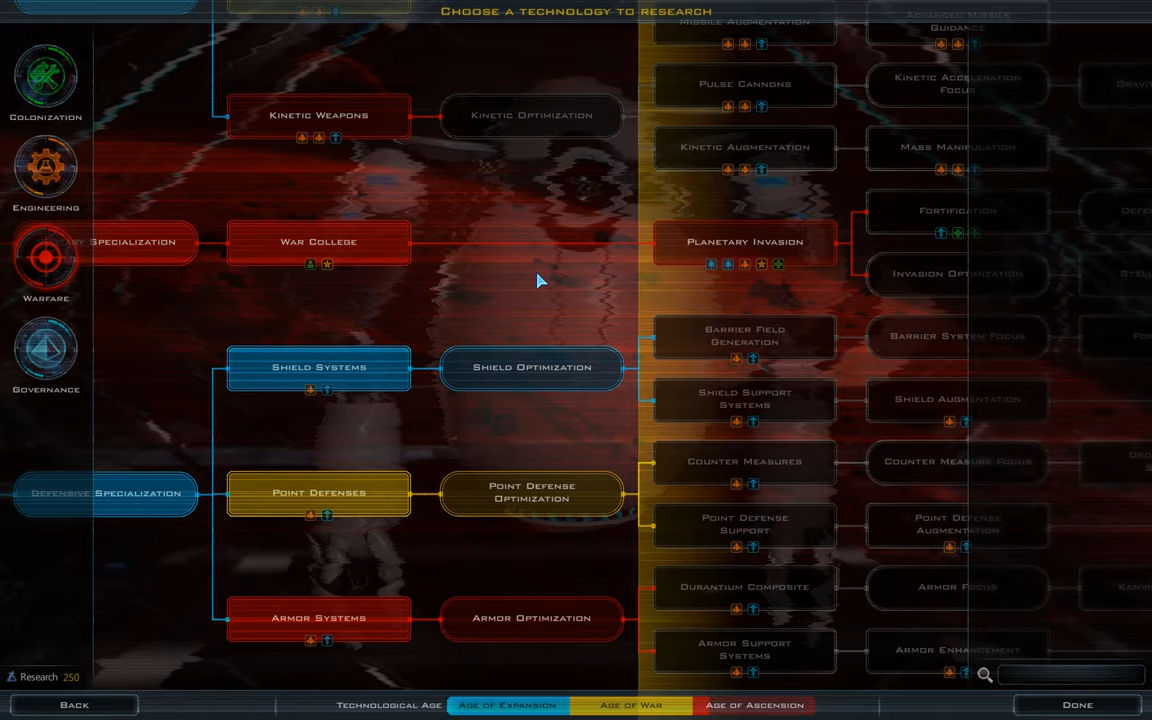 Choose a technology to research
Missile Augmentation
Advanced Missile
Guidance
Colonization
Kinetic Weapons
Kinetic Optimization
Pulse Cannons
Kinetic Acceleration
Focus
Kinetic Augmentation
Mass Manipulation
Engineering
Specialization
War College
Planetary Invasion
Fortification
Invasion Optimization
Warfare
Shield Systems
Shield Optimization
Barrier Field
Generation
Barrier System Focus
Shield Support
Systems
Shield Augmentation
Governance
Defensive Specialization
Point Defenses
Point Defense
Optimization
Counter Measures
Counter Measure Focus
Point Defense
Support
Point Defense
Augmentation
Armor Systems
Armor Optimization
Durantium Composite
Armor Focus
Armor Support
Systems
Armor Enhancement
Research 250
Back
Technological Age
Age of Expansion
Age of War
Age of Ascension
Done